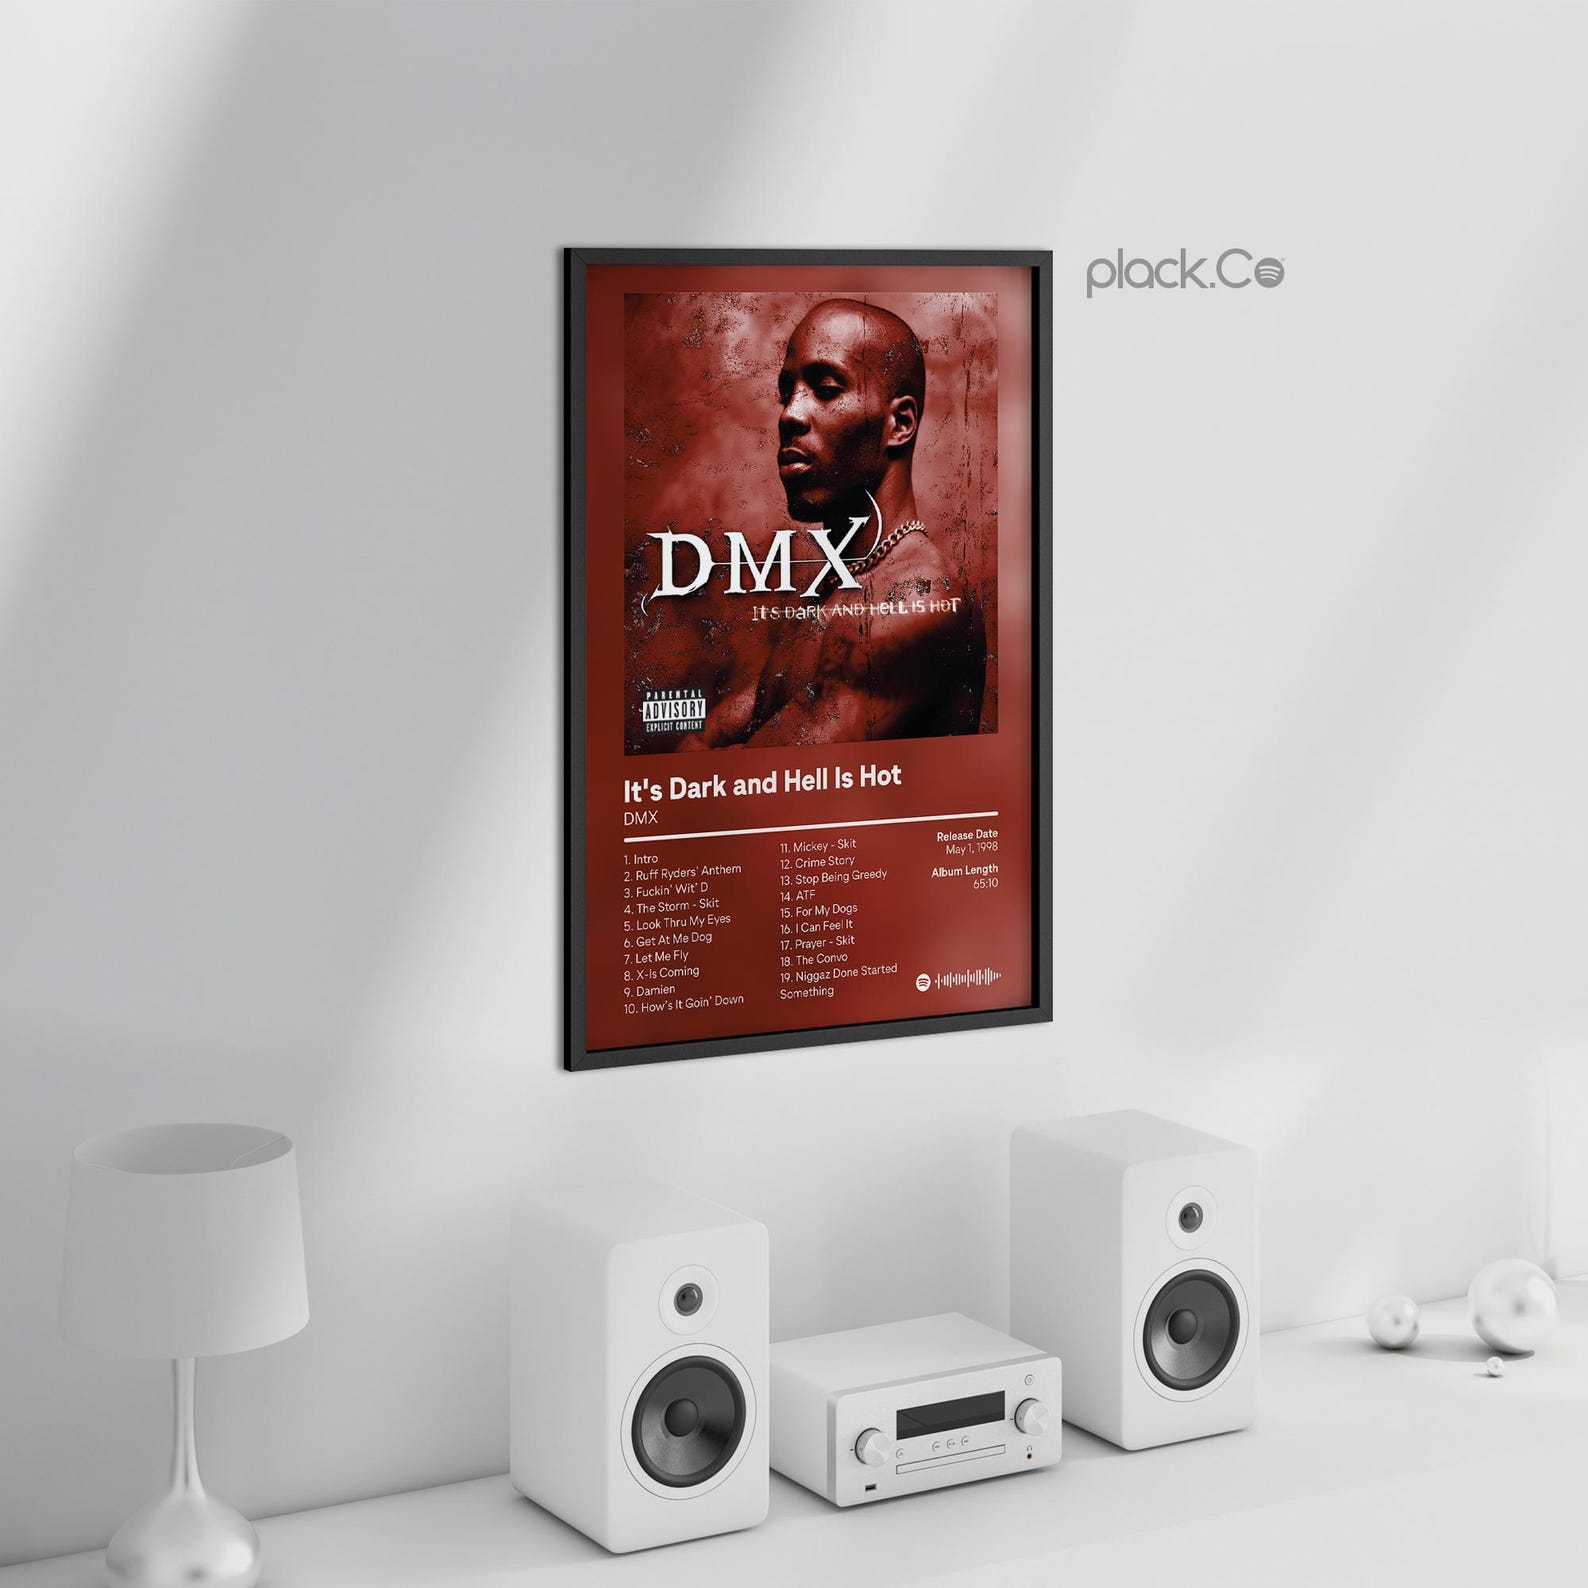 plack.Co
DMX
IT'S DARK AND HELL IS HOT
PARENTAL
ADVISORY
EXPLICIT CONTENT
It's Dark and Hell Is Hot
DMX
1. Intro
2. Ruff Ryders' Anthem
3. Fuckin' Wit' D
4. The Storm - Skit
5. Look Thru My Eyes
6. Get At Me Dog
7. Let Me Fly
8. X-Is Coming
9. Damien
10. How's It Goin' Down
11. Mickey - Skit
12. Crime Story
13. Stop Being Greedy
14. ATF
15. For My Dogs
16. I Can Feel It
17. Prayer - Skit
18. The Convo
19. Niggaz Done Started
Something
Release Date
May 1, 1998
Album Length
65:10